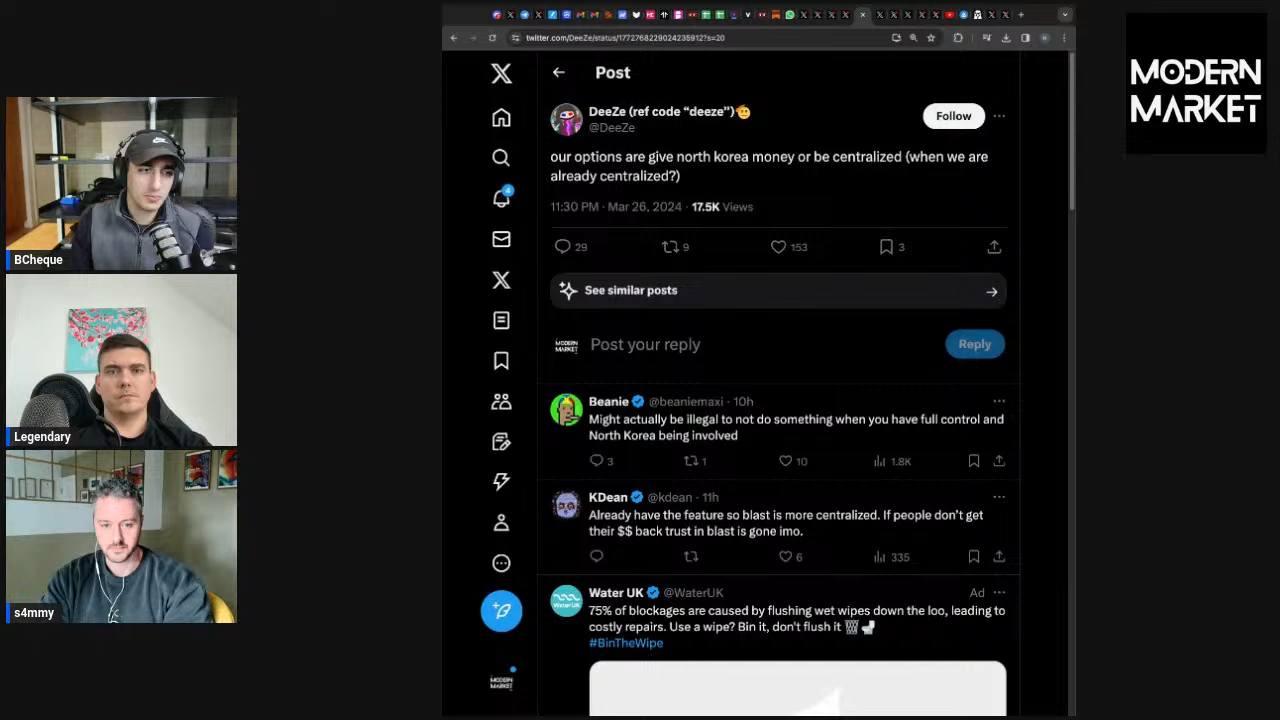 twitter.com/DeeZe/status/1772768229024235912?s=20
Post
DeeZe (ref code “deeze”)🫡
@DeeZe
Follow
our options are give north korea money or be centralized (when we are
already centralized?)
11:30 PM · Mar 26, 2024 · 17.5K Views
29 9 153 3
See similar posts
MODERN MARKET
Post your reply
Reply
Beanie @beaniemaxi · 10h
Might actually be illegal to not do something when you have full control and
North Korea being involved
3 1 10 1.8K
KDean @kdean · 11h
Already have the feature so blast is more centralized. If people don’t get
their $$ back trust in blast is gone imo.
6 335
Water UK @WaterUK
Ad
75% of blockages are caused by flushing wet wipes down the loo, leading to
costly repairs. Use a wipe? Bin it, don't flush it 🗑🚽
#BinTheWipe
4
MODERN MARKET
BCheque
Legendary
s4mmy
MODERN
MARKET